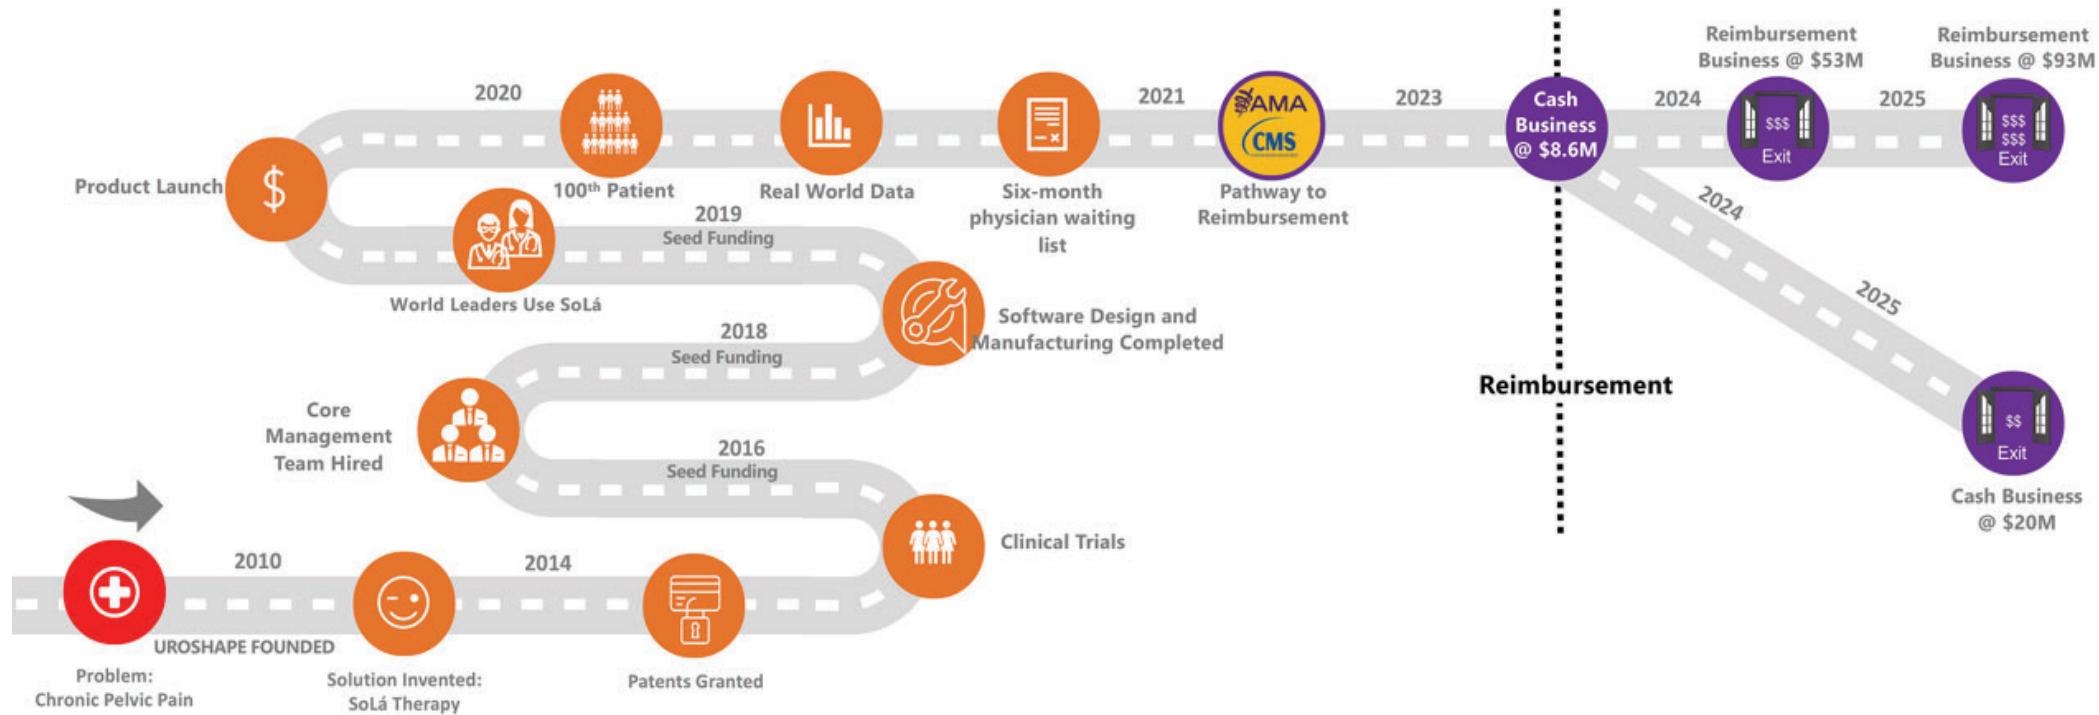 Problem:
Chronic Pelvic Pain
2010
UROSHAPE FOUNDED
Solution Invented:
SoLá Therapy
2014
Patents Granted
Clinical Trials
2016
Seed Funding
Core
Management
Team Hired
2018
Seed Funding
Software Design and
Manufacturing Completed
2019
Seed Funding
World Leaders Use SoLá
$
Product Launch
2020
100th Patient
Real World Data
Six-month
physician waiting
list
2021
AMA
CMS
Pathway to
Reimbursement
2023
Cash
Business
@ $8.6M
Reimbursement
2024
Reimbursement
Business @ $53M
$$$
Exit
2025
Reimbursement
Business @ $93M
$$$
$$$
Exit
2024
2025
$$
Exit
Cash Business
@ $20M